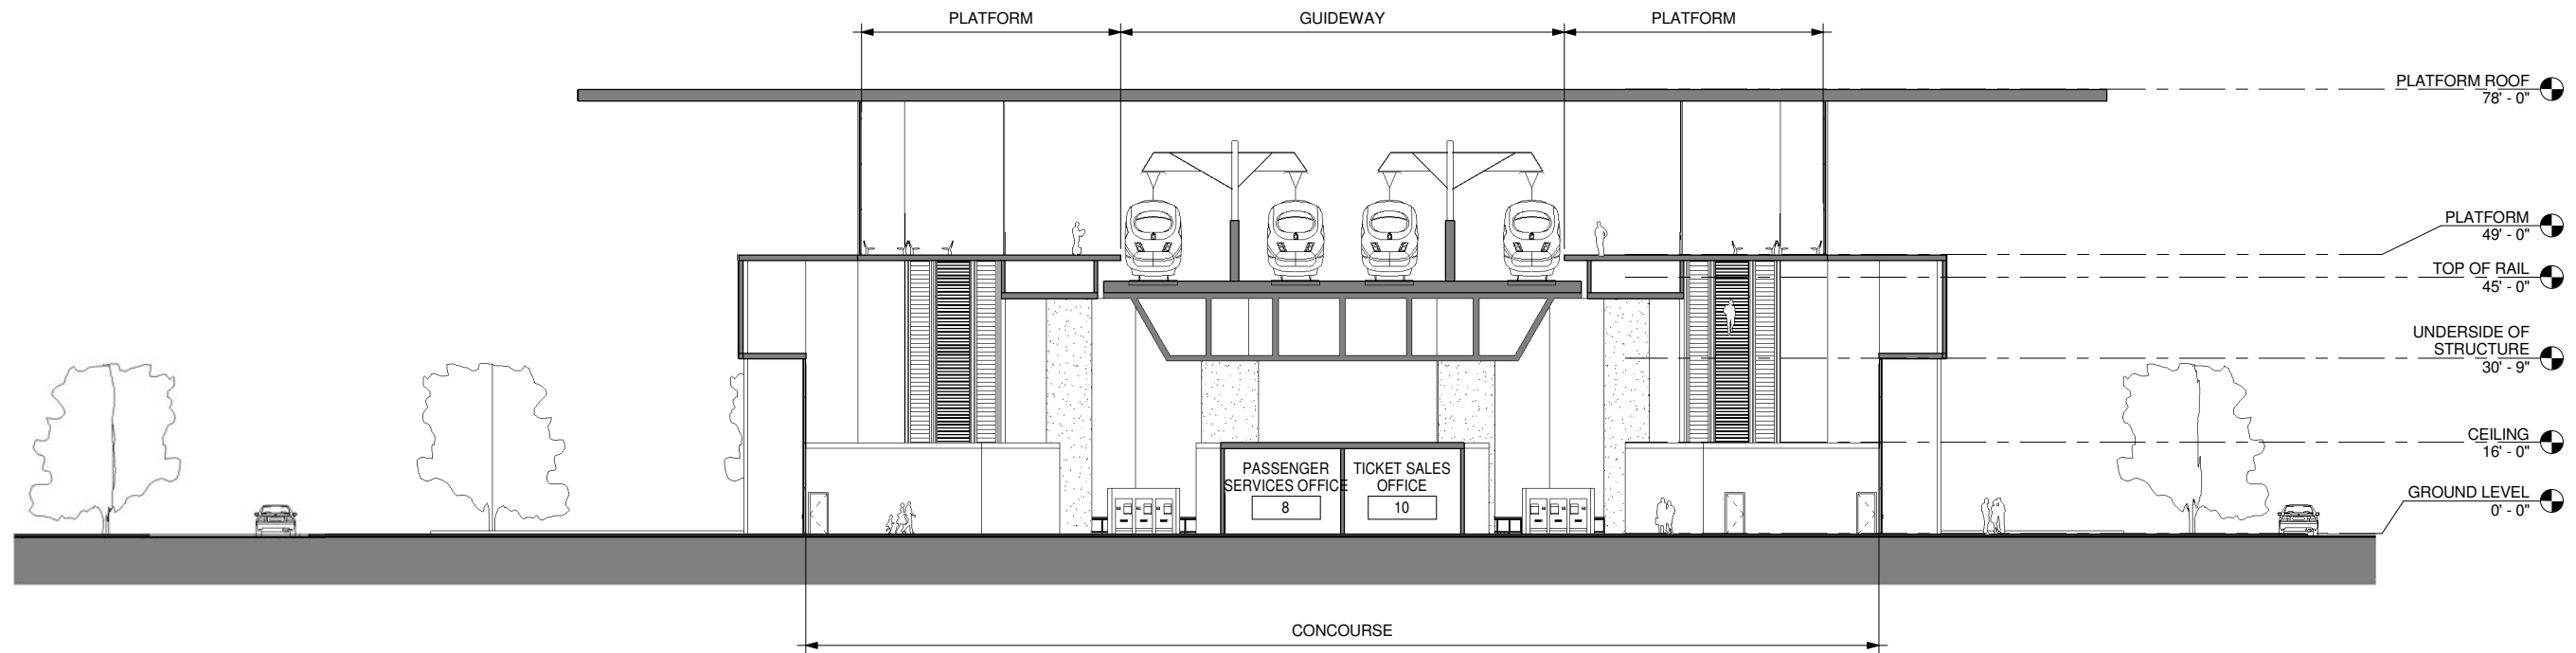 PLATFORM
GUIDEWAY
PLATFORM
PLATFORM ROOF
78' - 0"
PLATFORM
49' - 0"
TOP OF RAIL
45' - 0"
UNDERSIDE OF
STRUCTURE
30' - 9"
CEILING
16' - 0"
PASSENGER
SERVICES OFFICE
8
TICKET SALES
OFFICE
10
GROUND LEVEL
0' - 0"
CONCOURSE